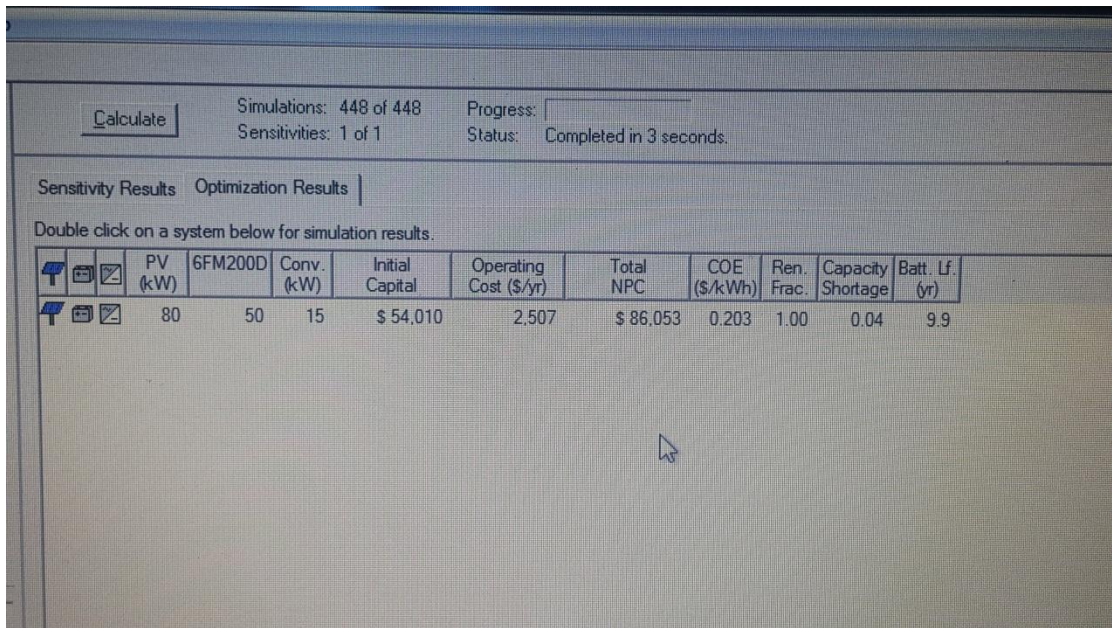 Calculate
Simulations: 448 of 448
Progress:
Sensitivities: 1 of 1
Status: Completed in 3 seconds.
Sensitivity Results Optimization Results
Double click on a system below for simulation results.
PV (kW) 6FM200D Conv. (kW) Initial Capital Operating Cost ($/yr) Total NPC COE ($/kWh) Ren. Frac. Capacity Shortage Batt. Lf. (yr)
80 50 15 $ 54,010 2,507 $ 86,053 0.203 1.00 0.04 9.9